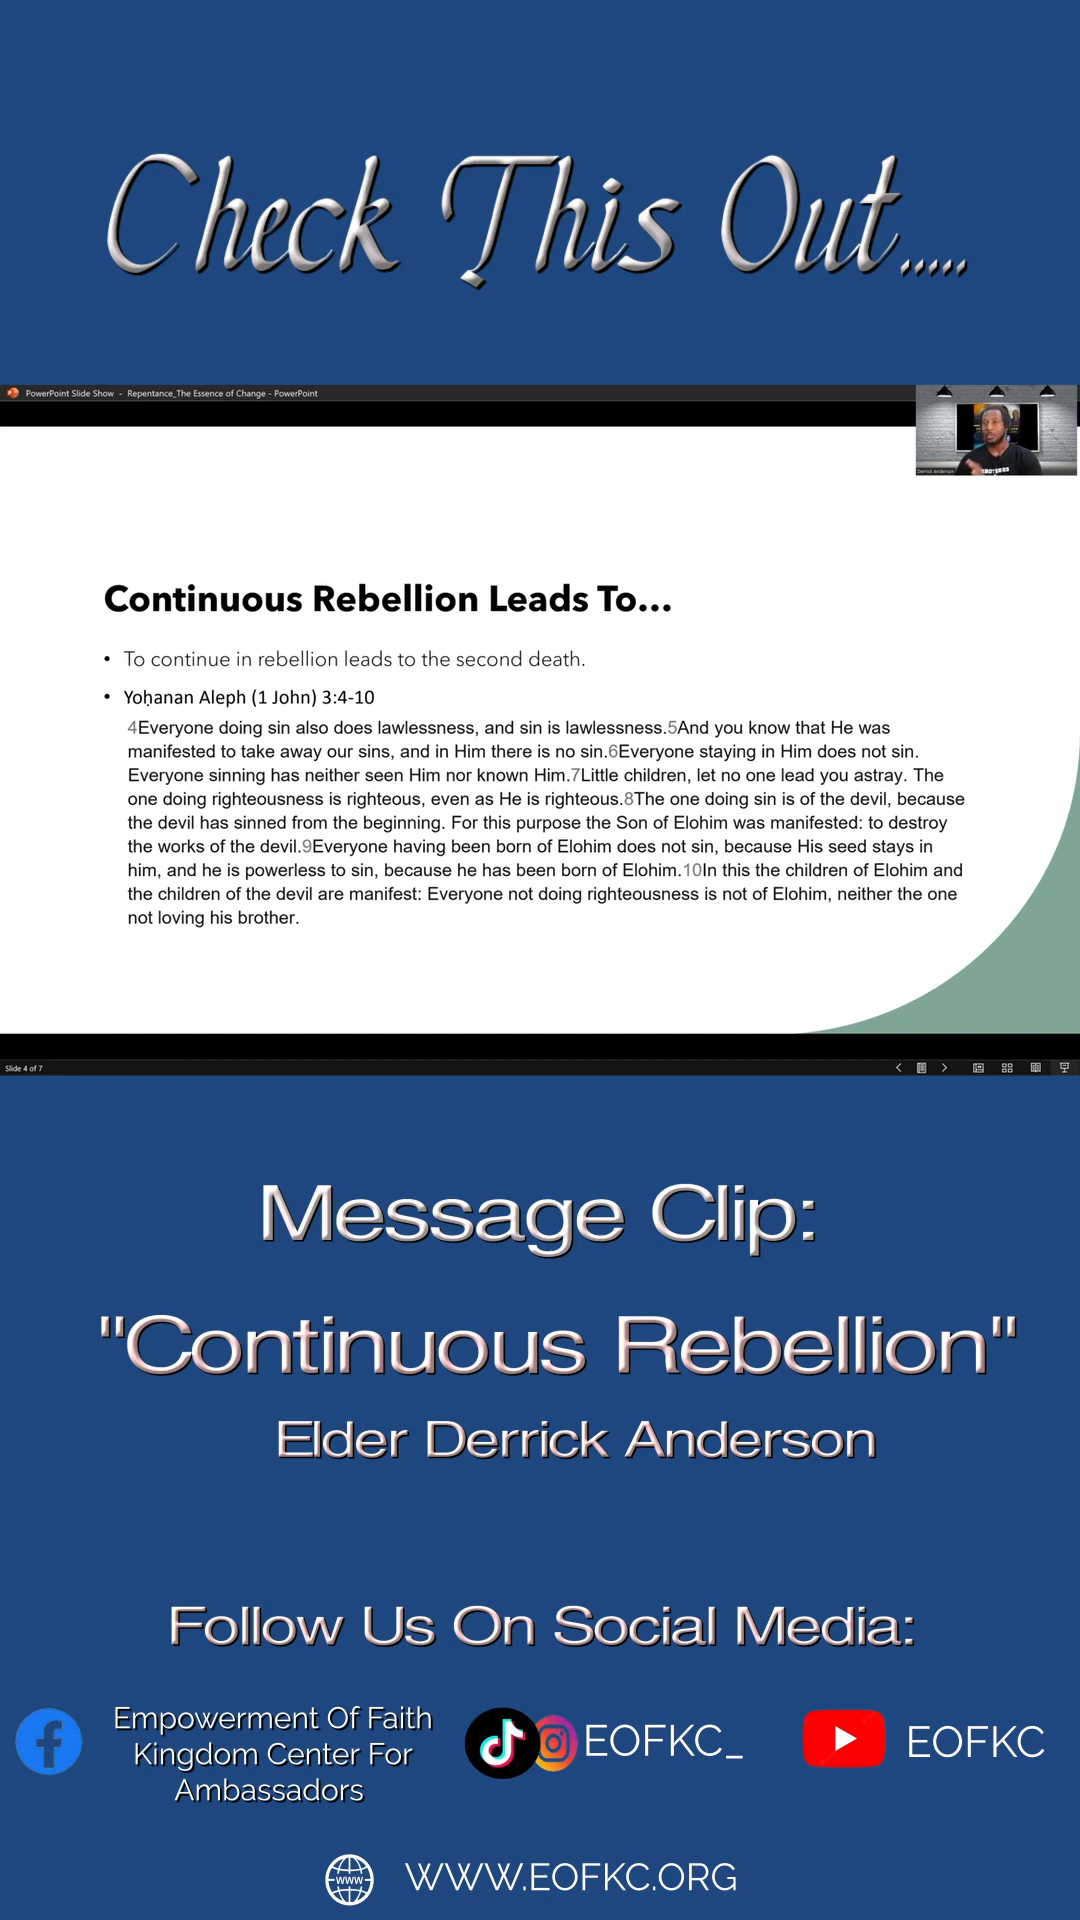 Check This Out.....
PowerPoint Slide Show - Repentance_The Essence of Change - PowerPoint
Derrick Anderson
Continuous Rebellion Leads To...
• To continue in rebellion leads to the second death.
• Yoḥanan Aleph (1 John) 3:4-10
4Everyone doing sin also does lawlessness, and sin is lawlessness.5And you know that He was
manifested to take away our sins, and in Him there is no sin.6Everyone staying in Him does not sin.
Everyone sinning has neither seen Him nor known Him.7Little children, let no one lead you astray. The
one doing righteousness is righteous, even as He is righteous.8The one doing sin is of the devil, because
the devil has sinned from the beginning. For this purpose the Son of Elohim was manifested: to destroy
the works of the devil.9Everyone having been born of Elohim does not sin, because His seed stays in
him, and he is powerless to sin, because he has been born of Elohim.10In this the children of Elohim and
the children of the devil are manifest: Everyone not doing righteousness is not of Elohim, neither the one
not loving his brother.
Slide 4 of 7
Message Clip:
"Continuous Rebellion"
Elder Derrick Anderson
Follow Us On Social Media:
Empowerment Of Faith
Kingdom Center For
Ambassadors
EOFKC_
EOFKC
www
WWW.EOFKC.ORG